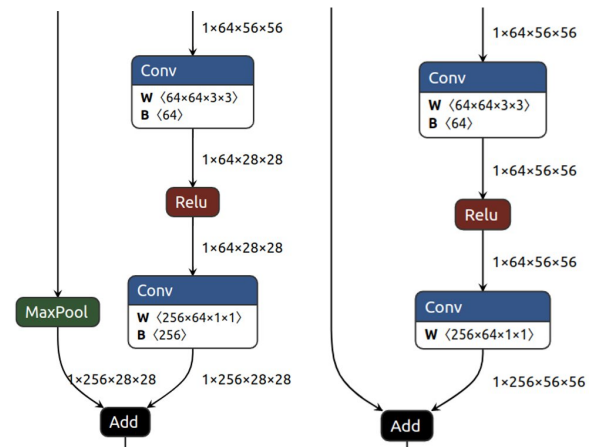 1×64×56×56
Conv
W ⟨64×64×3×3⟩
B ⟨64⟩
1×64×28×28
Relu
1×64×28×28
Conv
W ⟨256×64×1×1⟩
B ⟨256⟩
MaxPool
1×256×28×28
1×256×28×28
Add
1×64×56×56
Conv
W ⟨64×64×3×3⟩
B ⟨64⟩
1×64×56×56
Relu
1×64×56×56
Conv
W ⟨256×64×1×1⟩
1×256×56×56
Add